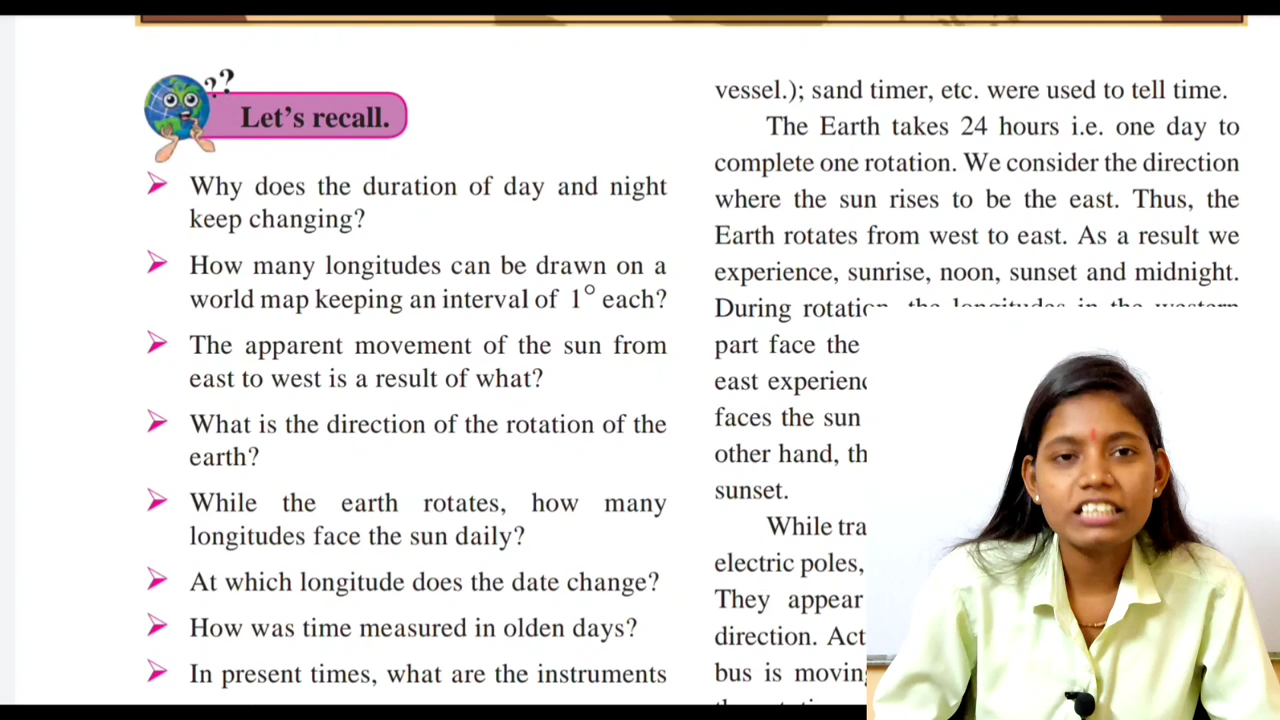 ??
Let's recall.
Why does the duration of day and night
keep changing?
How many longitudes can be drawn on a
world map keeping an interval of 1° each?
The apparent movement of the sun from
east to west is a result of what?
What is the direction of the rotation of the
earth?
While the earth rotates, how many
longitudes face the sun daily?
At which longitude does the date change?
How was time measured in olden days?
In present times, what are the instruments
vessel.); sand timer, etc. were used to tell time.
The Earth takes 24 hours i.e. one day to
complete one rotation. We consider the direction
where the sun rises to be the east. Thus, the
Earth rotates from west to east. As a result we
experience, sunrise, noon, sunset and midnight.
During rotation, the longitudes in the western
part face the
east
faces the sun
other hand,
sunset.
While
electric poles,
They appear
direction.
bus is